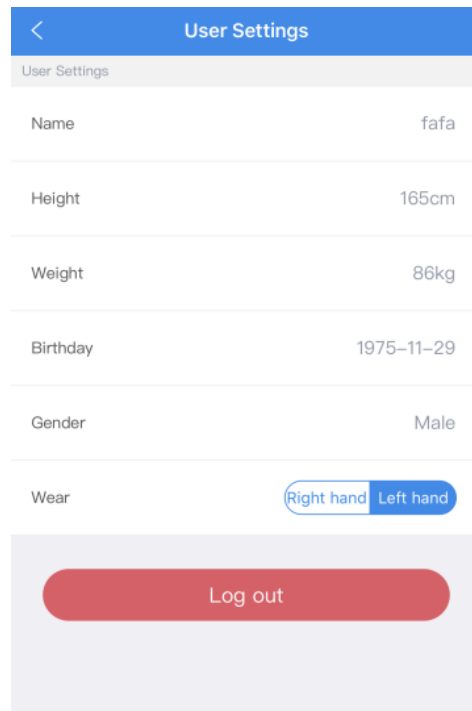 User Settings
User Settings
Name fafa
Height 165cm
Weight 86kg
Birthday 1975-11-29
Gender Male
Wear Right hand Left hand
Log out